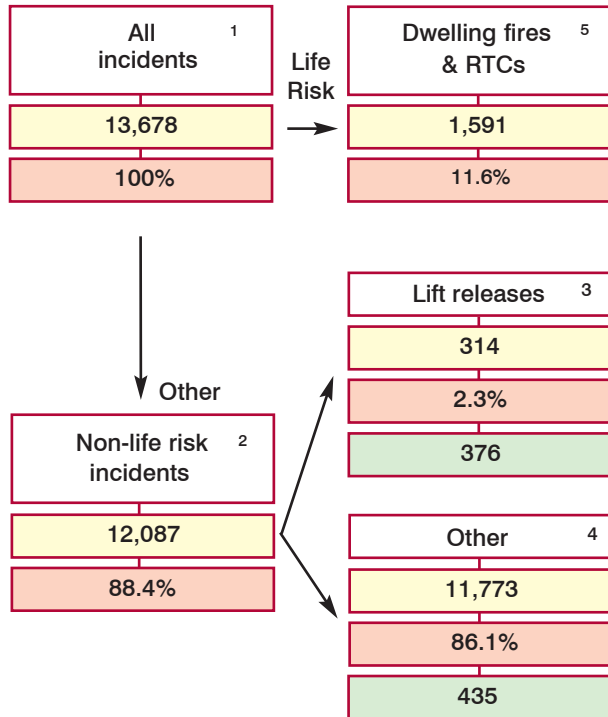 All 1
incidents
13,678
100%
Life
Risk
Dwelling fires 5
& RTCs
1,591
11.6%
Other
Non-life risk 2
incidents
12,087
88.4%
Lift releases 3
314
2.3%
376
Other 4
11,773
86.1%
435